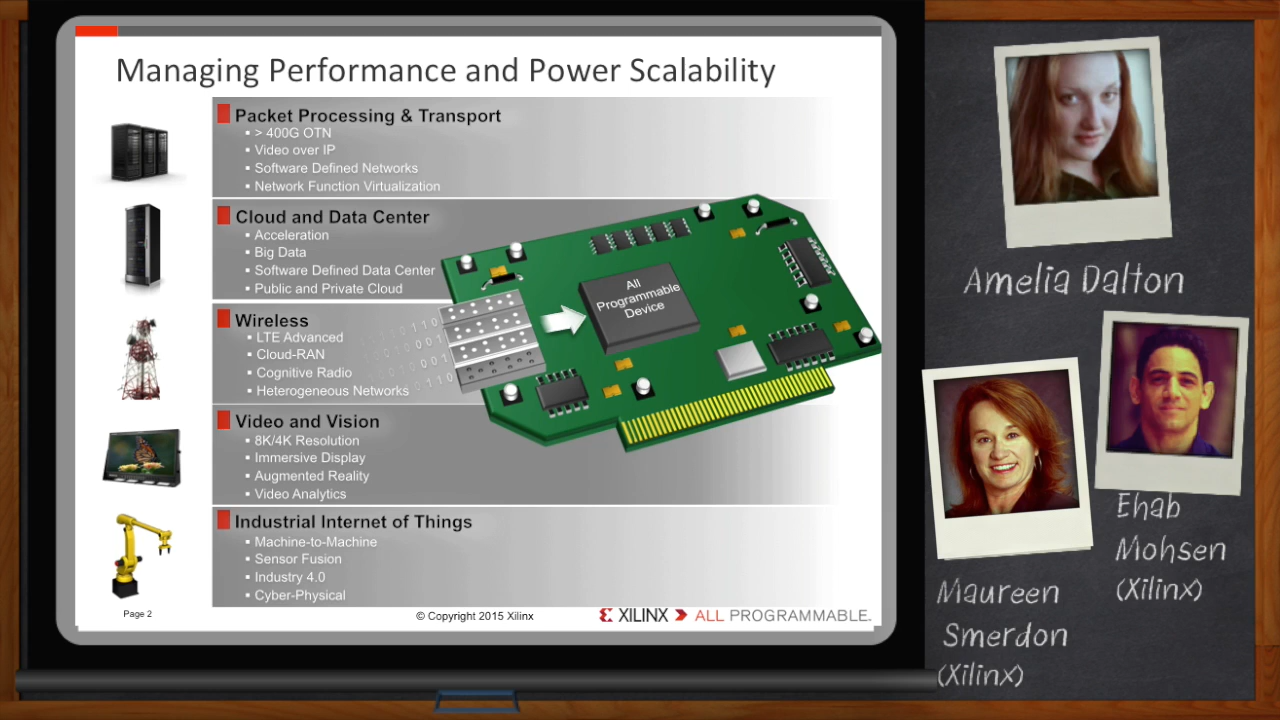 Managing Performance and Power Scalability
Packet Processing & Transport
▪ > 400G OTN
▪ Video over IP
▪ Software Defined Networks
▪ Network Function Virtualization
Cloud and Data Center
▪ Acceleration
▪ Big Data
▪ Software Defined Data Center
▪ Public and Private Cloud
Wireless
▪ LTE Advanced
▪ Cloud-RAN
▪ Cognitive Radio
▪ Heterogeneous Networks
Video and Vision
▪ 8K/4K Resolution
▪ Immersive Display
▪ Augmented Reality
▪ Video Analytics
Industrial Internet of Things
▪ Machine-to-Machine
▪ Sensor Fusion
▪ Industry 4.0
▪ Cyber-Physical
All
Programmable
Device
Page 2
© Copyright 2015 Xilinx
XILINX ALL PROGRAMMABLE.
Amelia Dalton
Ehab
Mohsen
(Xilinx)
Maureen
Smerdon
(Xilinx)